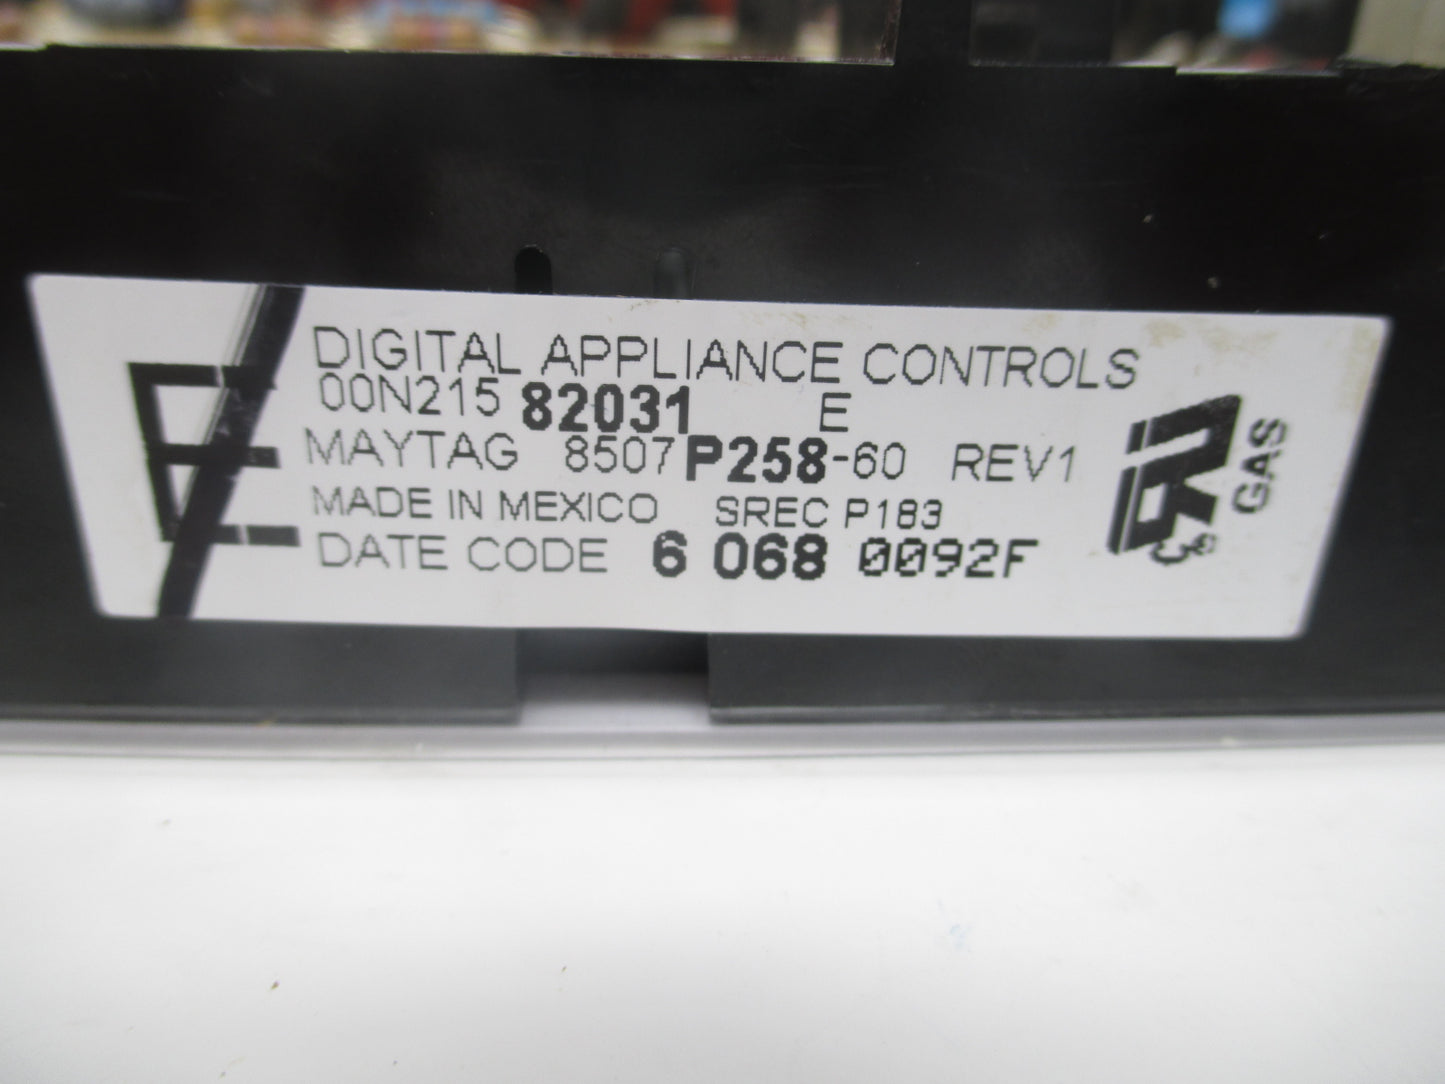 E
DIGITAL APPLIANCE CONTROLS
00N215 82031 E
MAYTAG 8507P258-60 REV1
MADE IN MEXICO SREC P183
DATE CODE 6 068 0092F
GAS